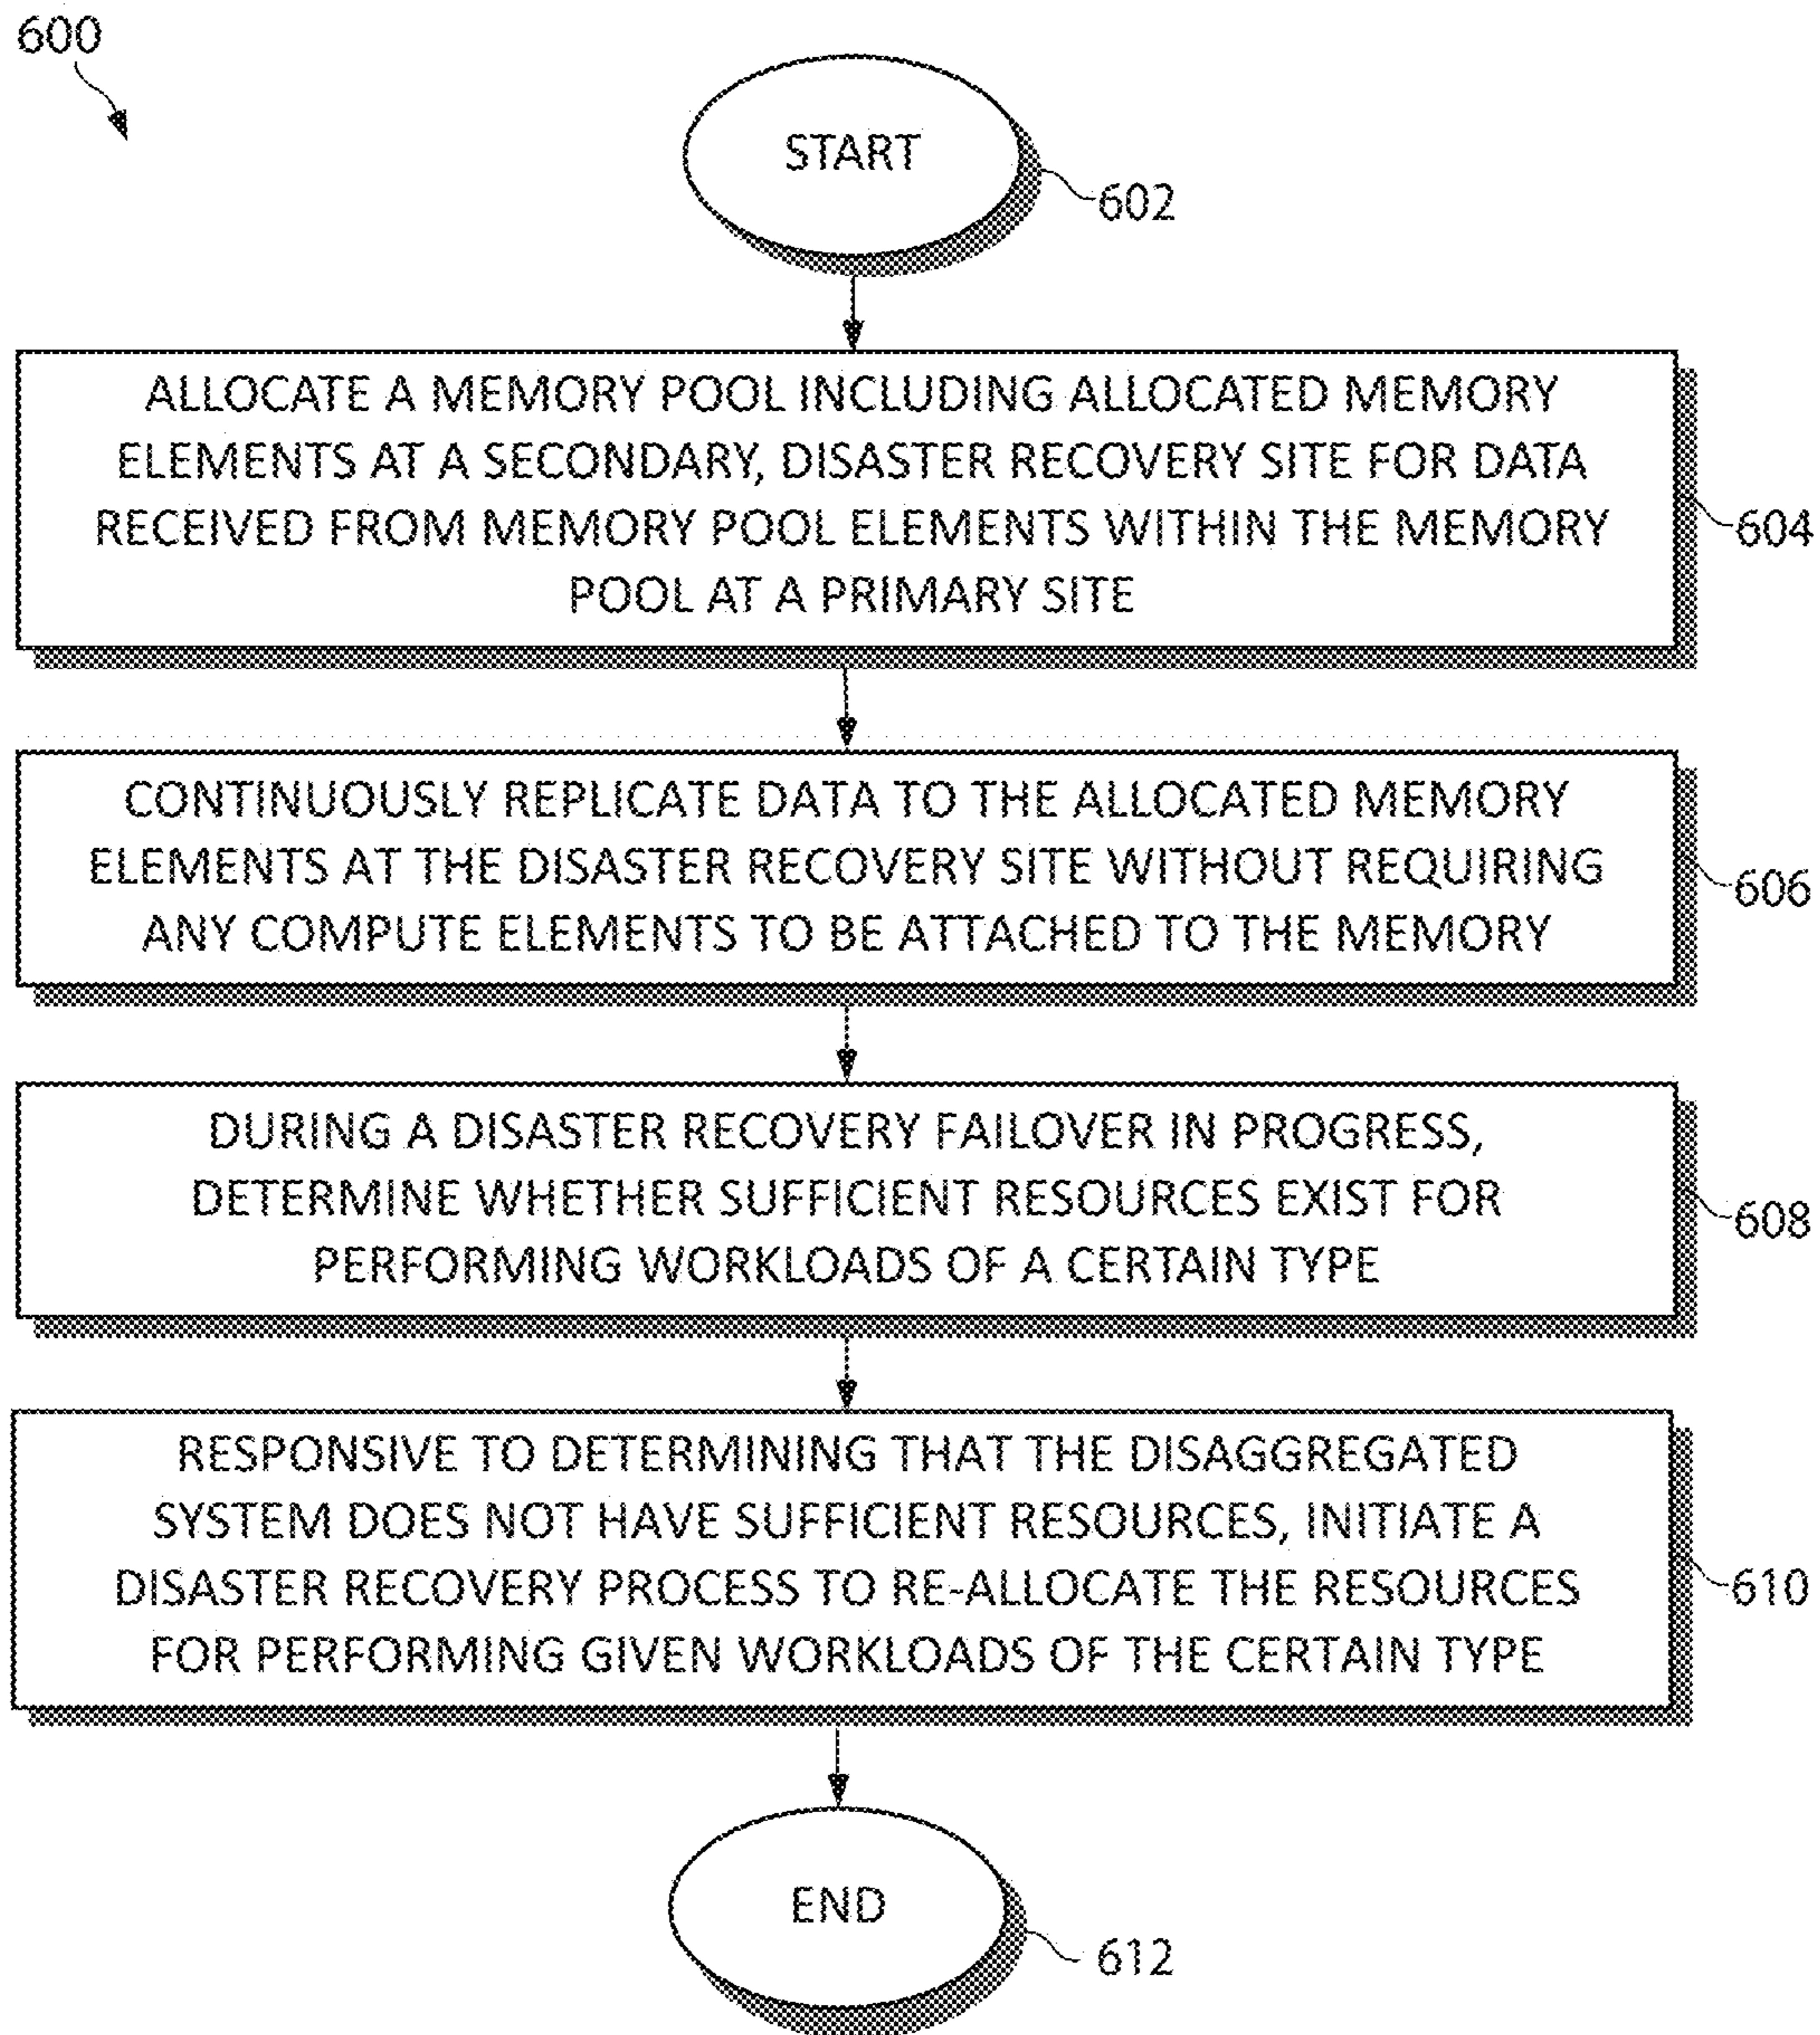 600
START
602
ALLOCATE A MEMORY POOL INCLUDING ALLOCATED MEMORY
ELEMENTS AT A SECONDARY, DISASTER RECOVERY SITE FOR DATA
RECEIVED FROM MEMORY POOL ELEMENTS WITHIN THE MEMORY
POOL AT A PRIMARY SITE
604
CONTINUOUSLY REPLICATE DATA TO THE ALLOCATED MEMORY
ELEMENTS AT THE DISASTER RECOVERY SITE WITHOUT REQUIRING
ANY COMPUTE ELEMENTS TO BE ATTACHED TO THE MEMORY
606
DURING A DISASTER RECOVERY FAILOVER IN PROGRESS,
DETERMINE WHETHER SUFFICIENT RESOURCES EXIST FOR
PERFORMING WORKLOADS OF A CERTAIN TYPE
608
RESPONSIVE TO DETERMINING THAT THE DISAGGREGATED
SYSTEM DOES NOT HAVE SUFFICIENT RESOURCES, INITIATE A
DISASTER RECOVERY PROCESS TO RE-ALLOCATE THE RESOURCES
FOR PERFORMING GIVEN WORKLOADS OF THE CERTAIN TYPE
610
END
612